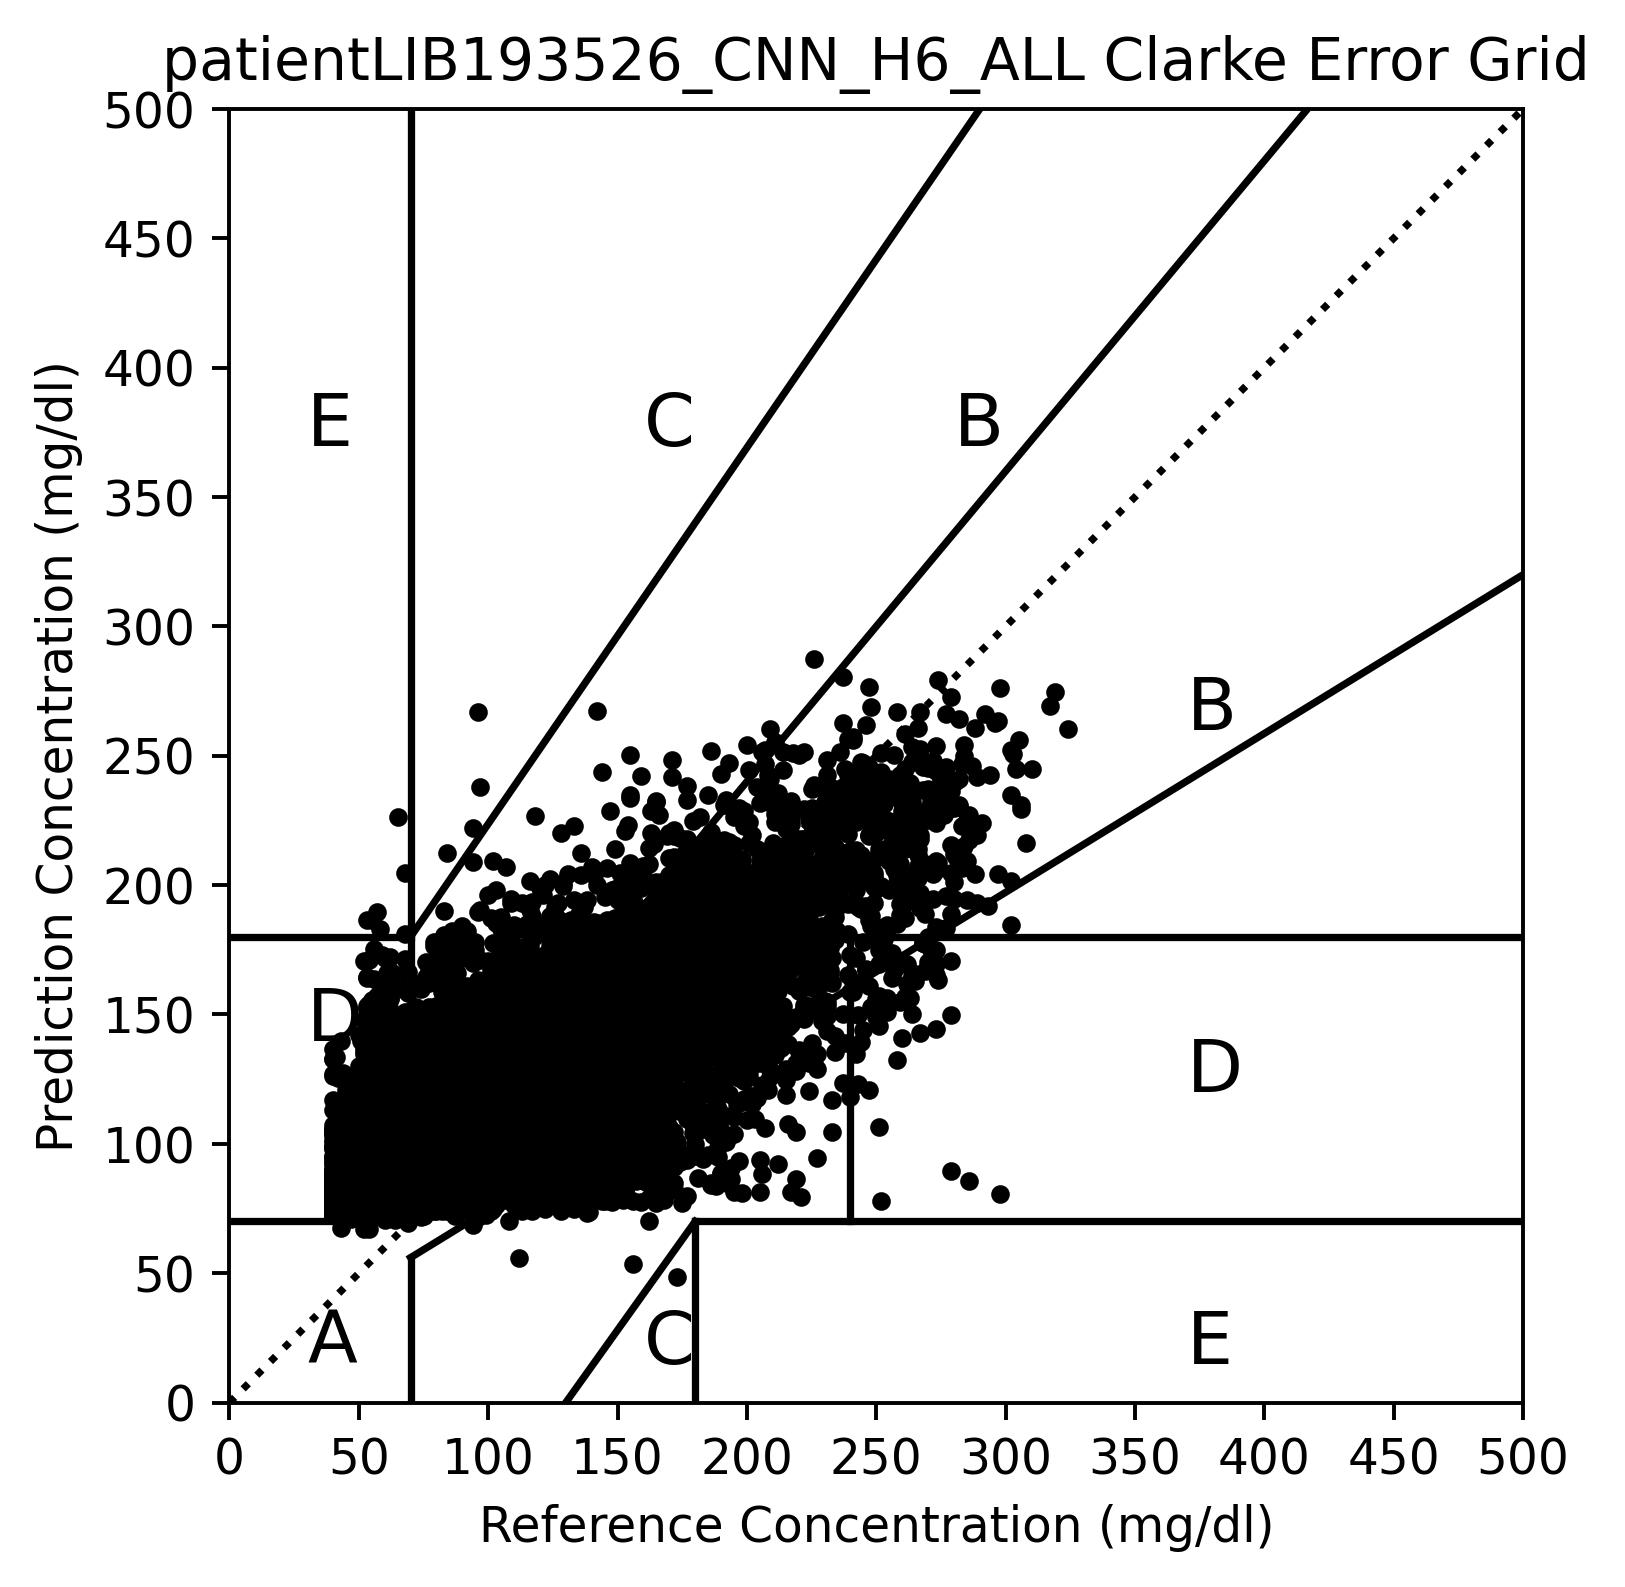 patientLIB193526_CNN_H6_ALL Clarke Error Grid
500
450
400
350
300
250
200
150
100
50
0
Prediction Concentration (mg/dl)
E
C
B
B
D
D
A
C
E
0 50 100 150 200 250 300 350 400 450 500
Reference Concentration (mg/dl)